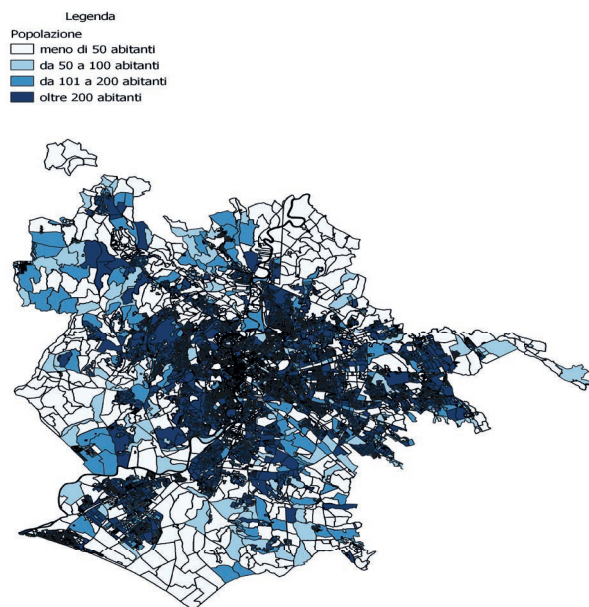 Legenda
Popolazione
meno di 50 abitanti
da 50 a 100 abitanti
da 101 a 200 abitanti
oltre 200 abitanti